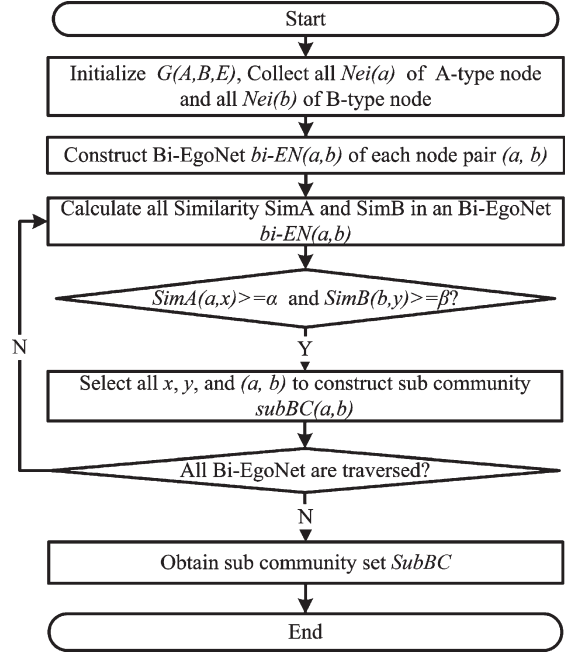 Start
Initialize G(A,B,E), Collect all Nei(a) of A-type node
and all Nei(b) of B-type node
Construct Bi-EgoNet bi-EN(a,b) of each node pair (a, b)
Calculate all Similarity SimA and SimB in an Bi-EgoNet
bi-EN(a,b)
SimA(a,x)>=α and SimB(b,y)>=β?
N
Y
Select all x, y, and (a, b) to construct sub community
subBC(a,b)
All Bi-EgoNet are traversed?
N
Obtain sub community set SubBC
End